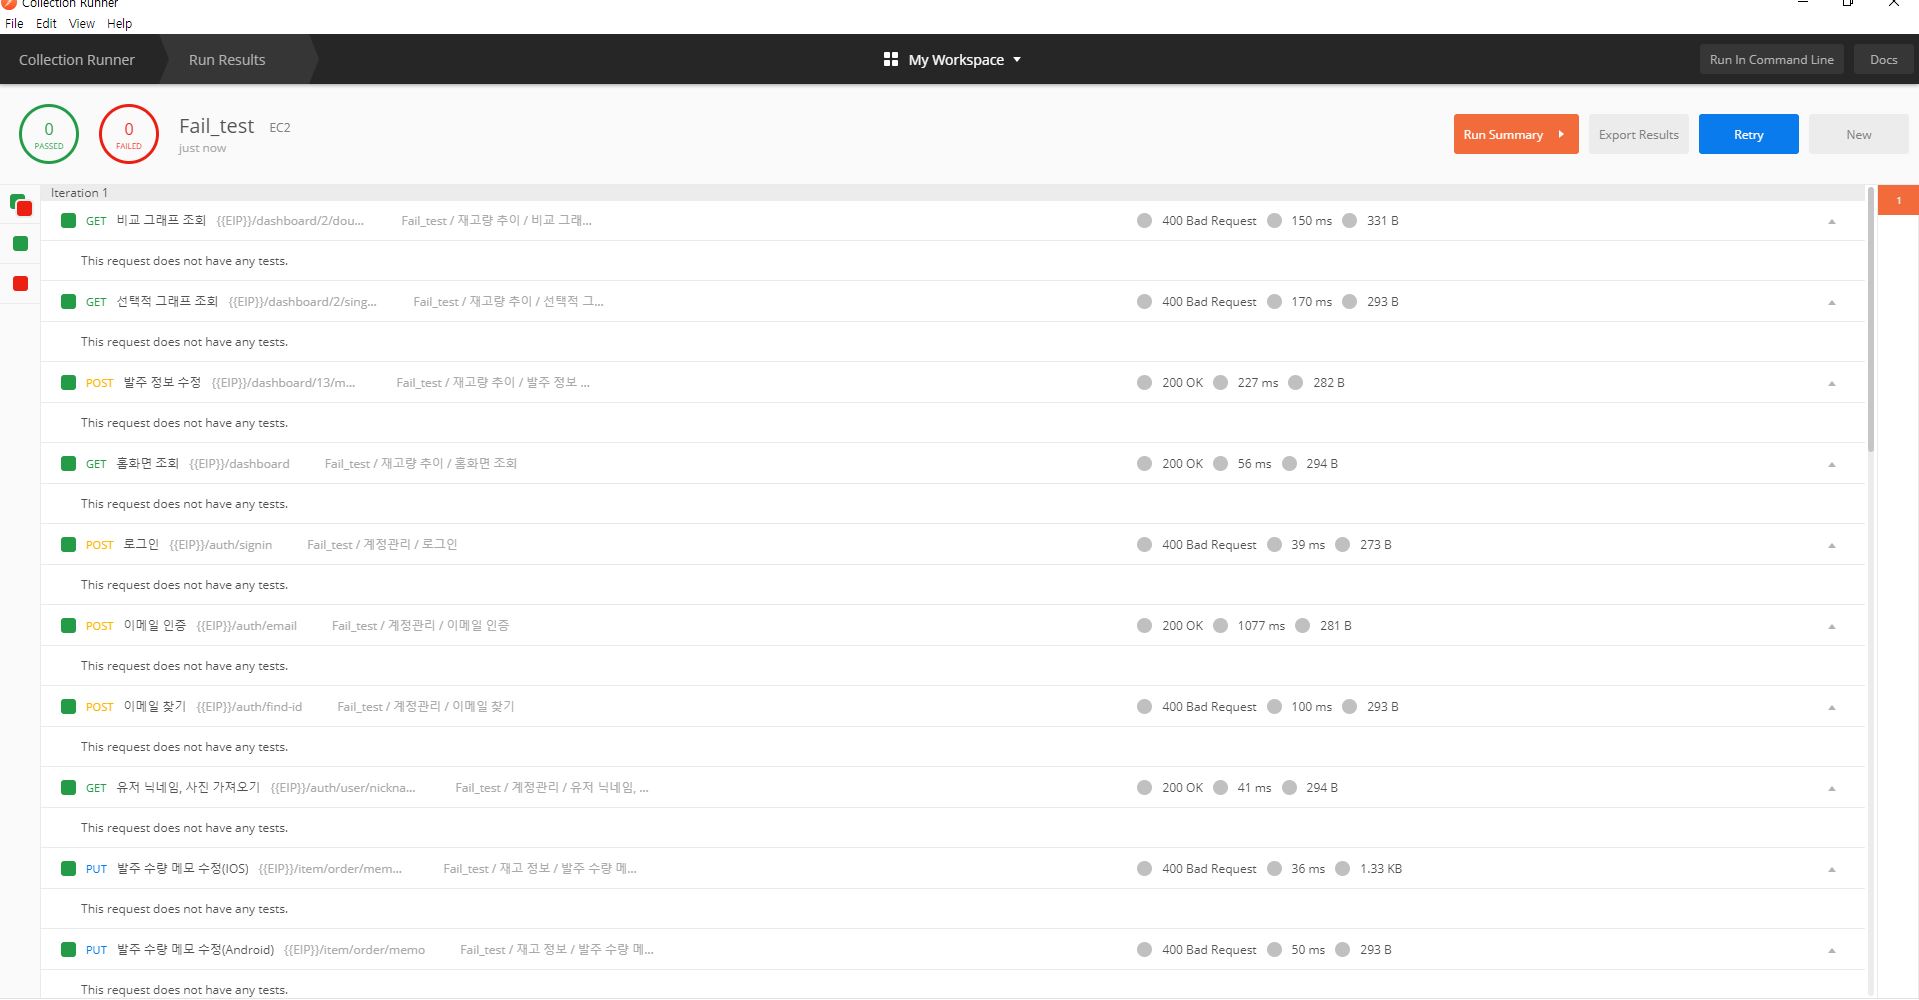 Collection Runner
File Edit View Help
Collection Runner Run Results My Workspace Run In Command Line Docs
0 PASSED
0 FAILED
Fail_test EC2
just now
Run Summary Export Results Retry New
Iteration 1
1
GET 비교 그래프 조회 {{EIP}}/dashboard/2/dou... Fail_test / 재고량 추이 / 비교 그래... 400 Bad Request 150 ms 331 B
This request does not have any tests.
GET 선택적 그래프 조회 {{EIP}}/dashboard/2/sing... Fail_test / 재고량 추이 / 선택적 그... 400 Bad Request 170 ms 293 B
This request does not have any tests.
POST 발주 정보 수정 {{EIP}}/dashboard/13/m... Fail_test / 재고량 추이 / 발주 정보 ... 200 OK 227 ms 282 B
This request does not have any tests.
GET 홈화면 조회 {{EIP}}/dashboard Fail_test / 재고량 추이 / 홈화면 조회 200 OK 56 ms 294 B
This request does not have any tests.
POST 로그인 {{EIP}}/auth/signin Fail_test / 계정관리 / 로그인 400 Bad Request 39 ms 273 B
This request does not have any tests.
POST 이메일 인증 {{EIP}}/auth/email Fail_test / 계정관리 / 이메일 인증 200 OK 1077 ms 281 B
This request does not have any tests.
POST 이메일 찾기 {{EIP}}/auth/find-id Fail_test / 계정관리 / 이메일 찾기 400 Bad Request 100 ms 293 B
This request does not have any tests.
GET 유저 닉네임, 사진 가져오기 {{EIP}}/auth/user/nickna... Fail_test / 계정관리 / 유저 닉네임, ... 200 OK 41 ms 294 B
This request does not have any tests.
PUT 발주 수량 메모 수정(IOS) {{EIP}}/item/order/mem... Fail_test / 재고 정보 / 발주 수량 메... 400 Bad Request 36 ms 1.33 KB
This request does not have any tests.
PUT 발주 수량 메모 수정(Android) {{EIP}}/item/order/memo Fail_test / 재고 정보 / 발주 수량 메... 400 Bad Request 50 ms 293 B
This request does not have any tests.